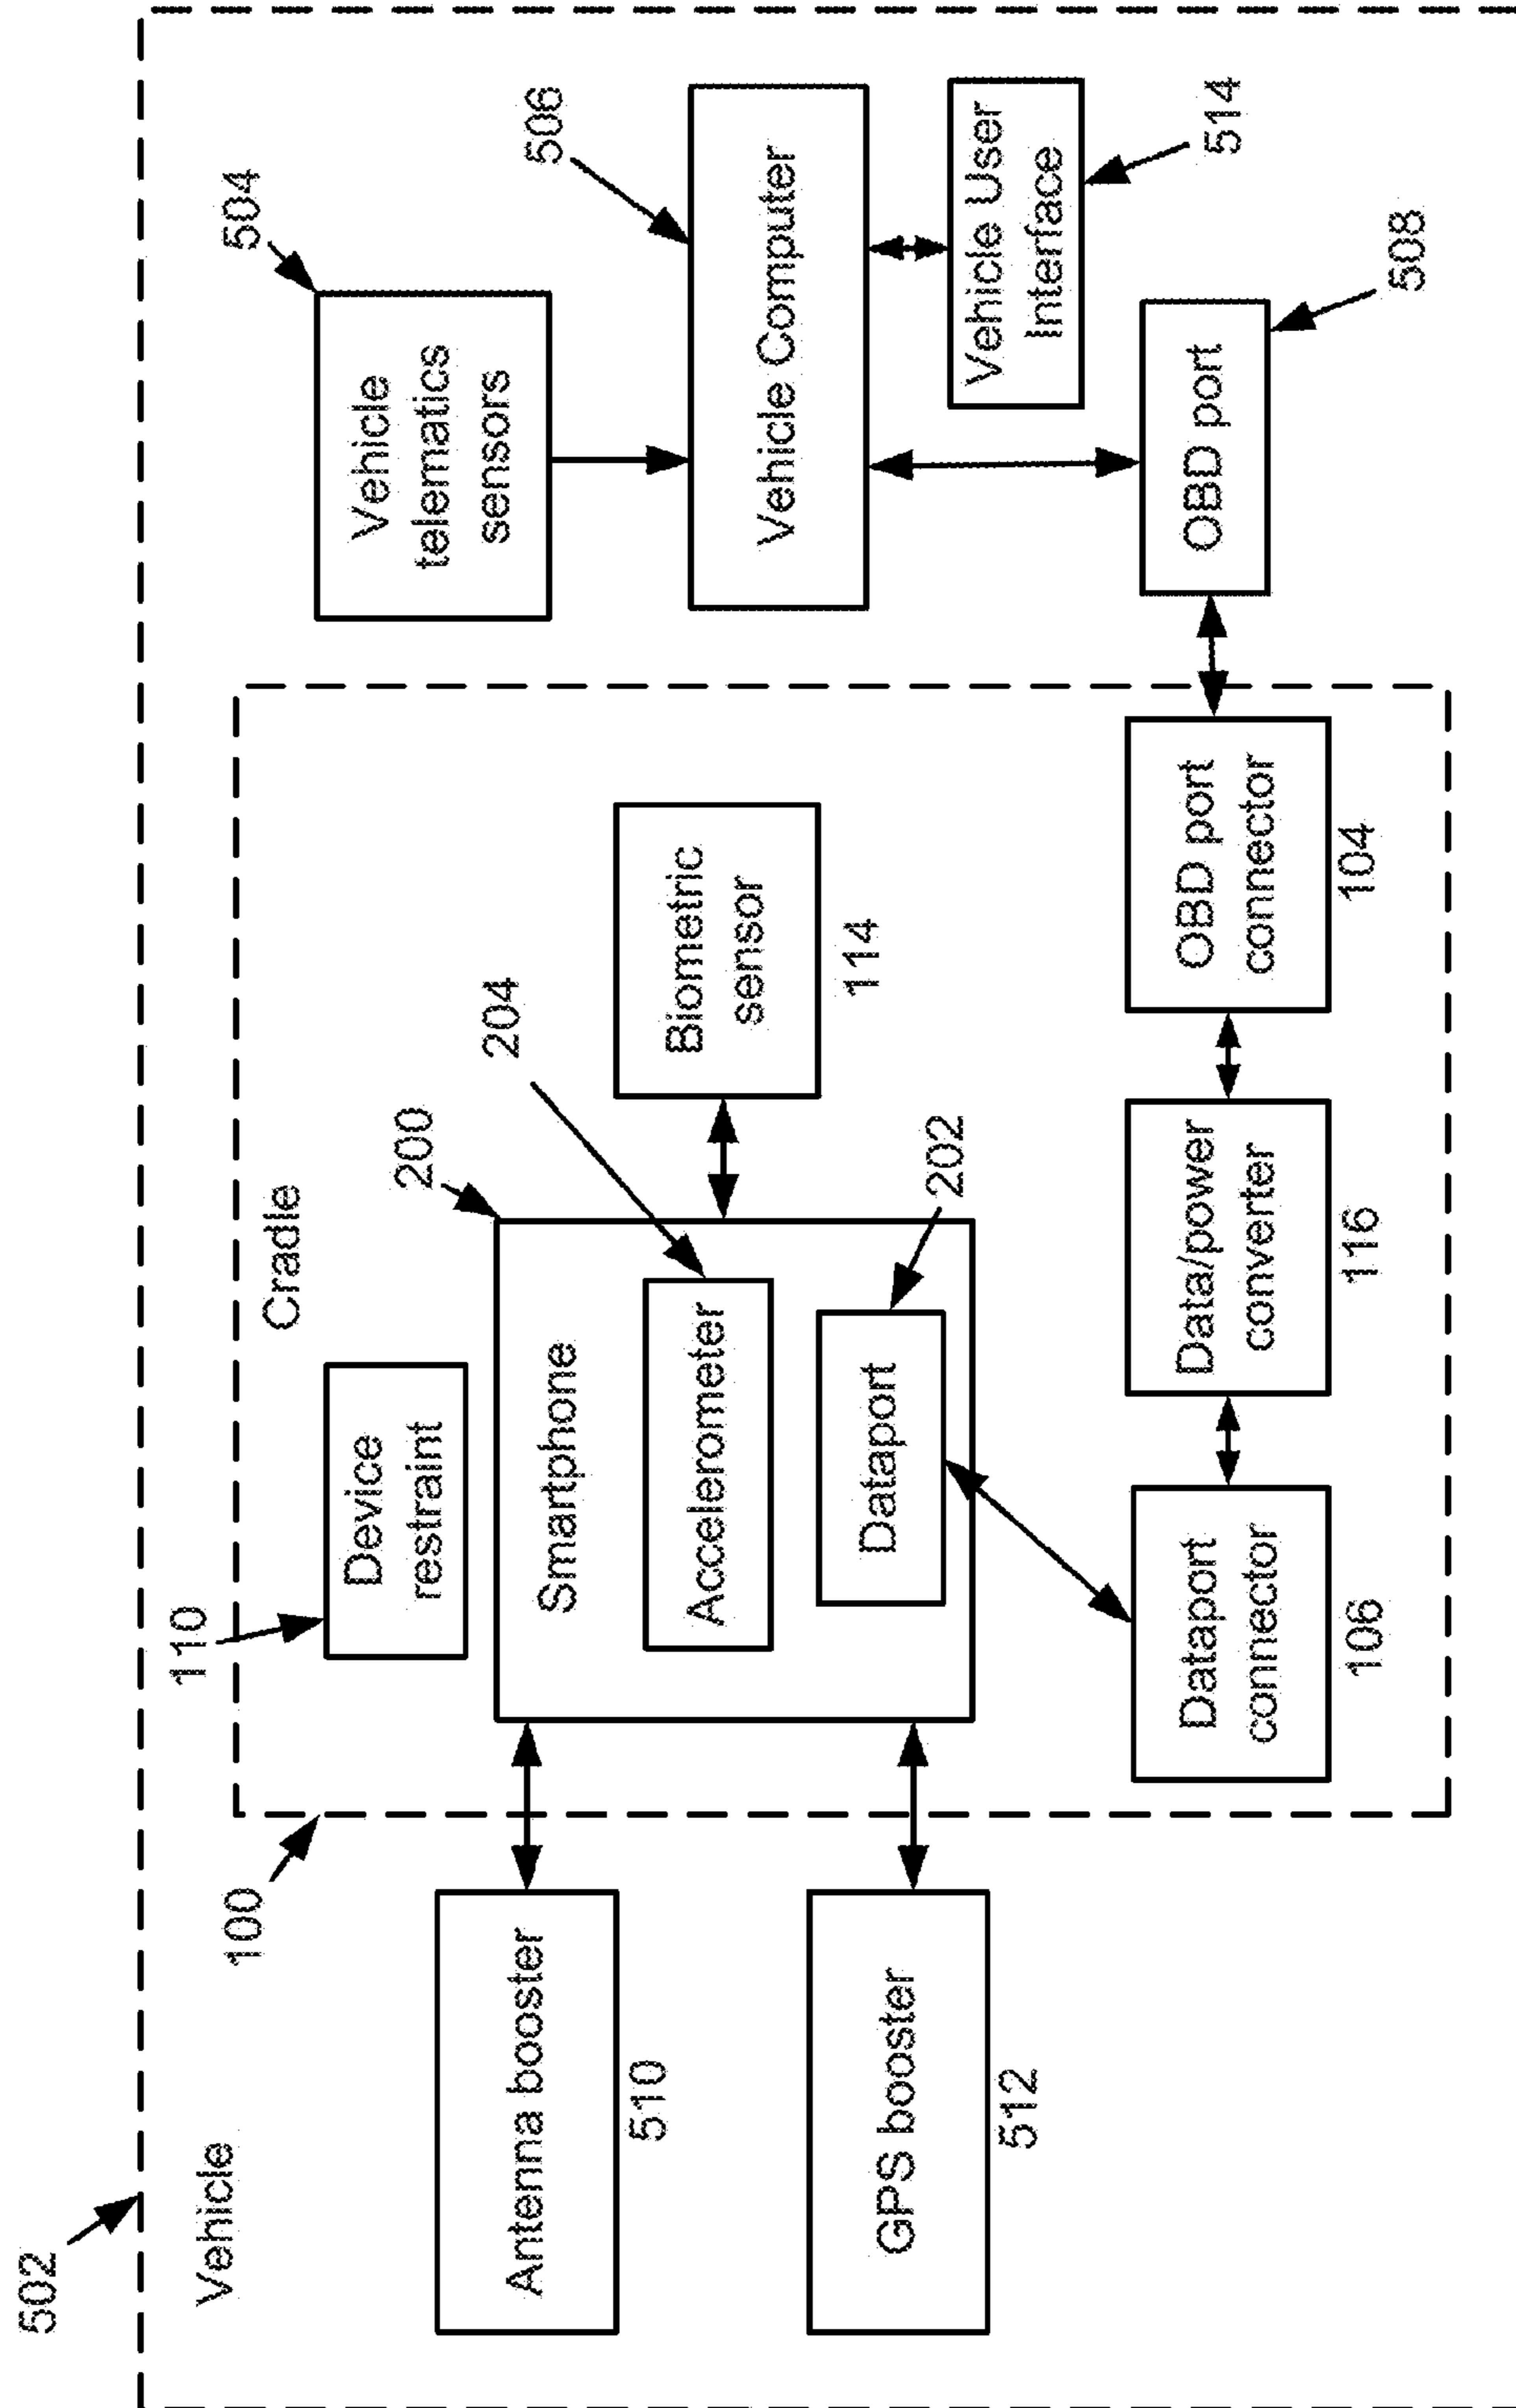 502
Vehicle
Antenna booster
510
GPS booster
512
100
Cradle
110
Device
restraint
200
Smartphone
204
Accelerometer
Dataport
202
Biometric
sensor
114
Dataport
connector
106
Data/power
converter
116
OBD port
connector
104
504
Vehicle
telematics
sensors
506
Vehicle Computer
Vehicle User
Interface
514
OBD port
508